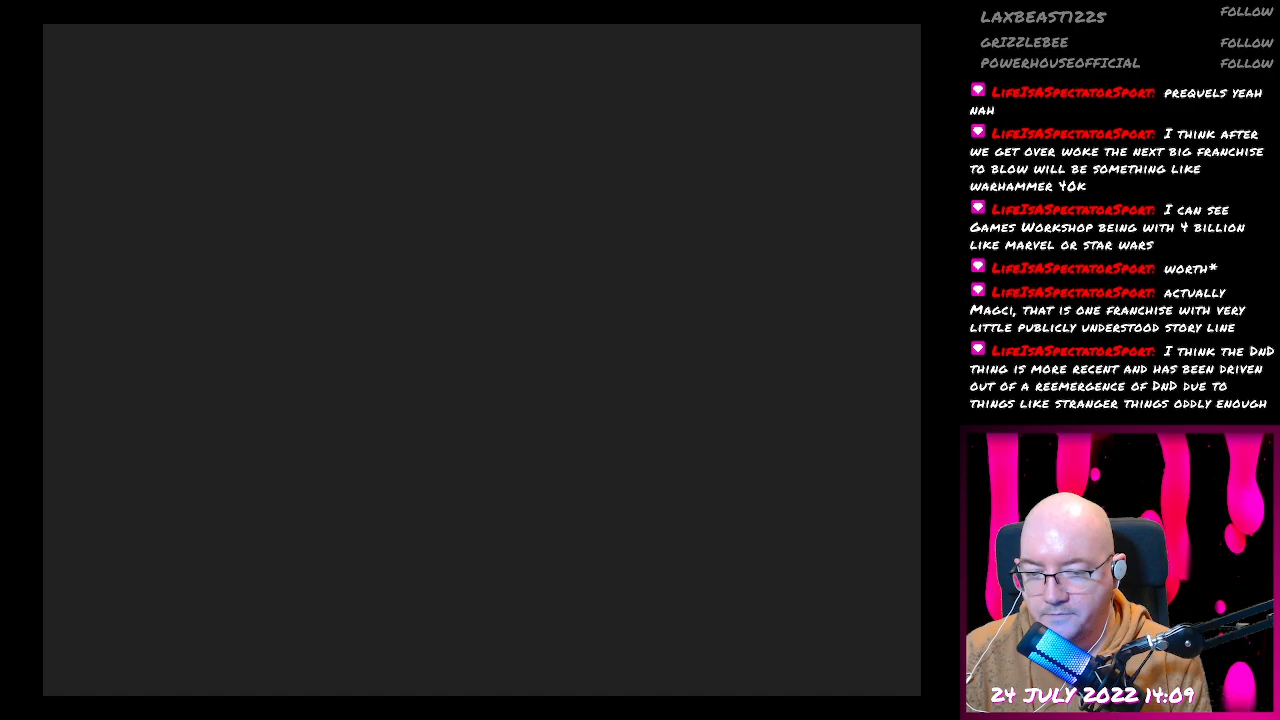 LAXBEAST1225 FOLLOW
GRIZZLEBEE FOLLOW
POWERHOUSEOFFICIAL FOLLOW
LifeIsASpectatorSport: prequels yeah
nah
LifeIsASpectatorSport: I think after
we get over woke the next big franchise
to blow will be something like
warhammer 40k
LifeIsASpectatorSport: I can see
Games Workshop being with 4 billion
like marvel or star wars
LifeIsASpectatorSport: worth*
LifeIsASpectatorSport: actually
Magci, that is one franchise with very
little publicly understood story line
LifeIsASpectatorSport: I think the DnD
thing is more recent and has been driven
out of a reemergence of DnD due to
things like stranger things oddly enough
24 JULY 2022 14:09